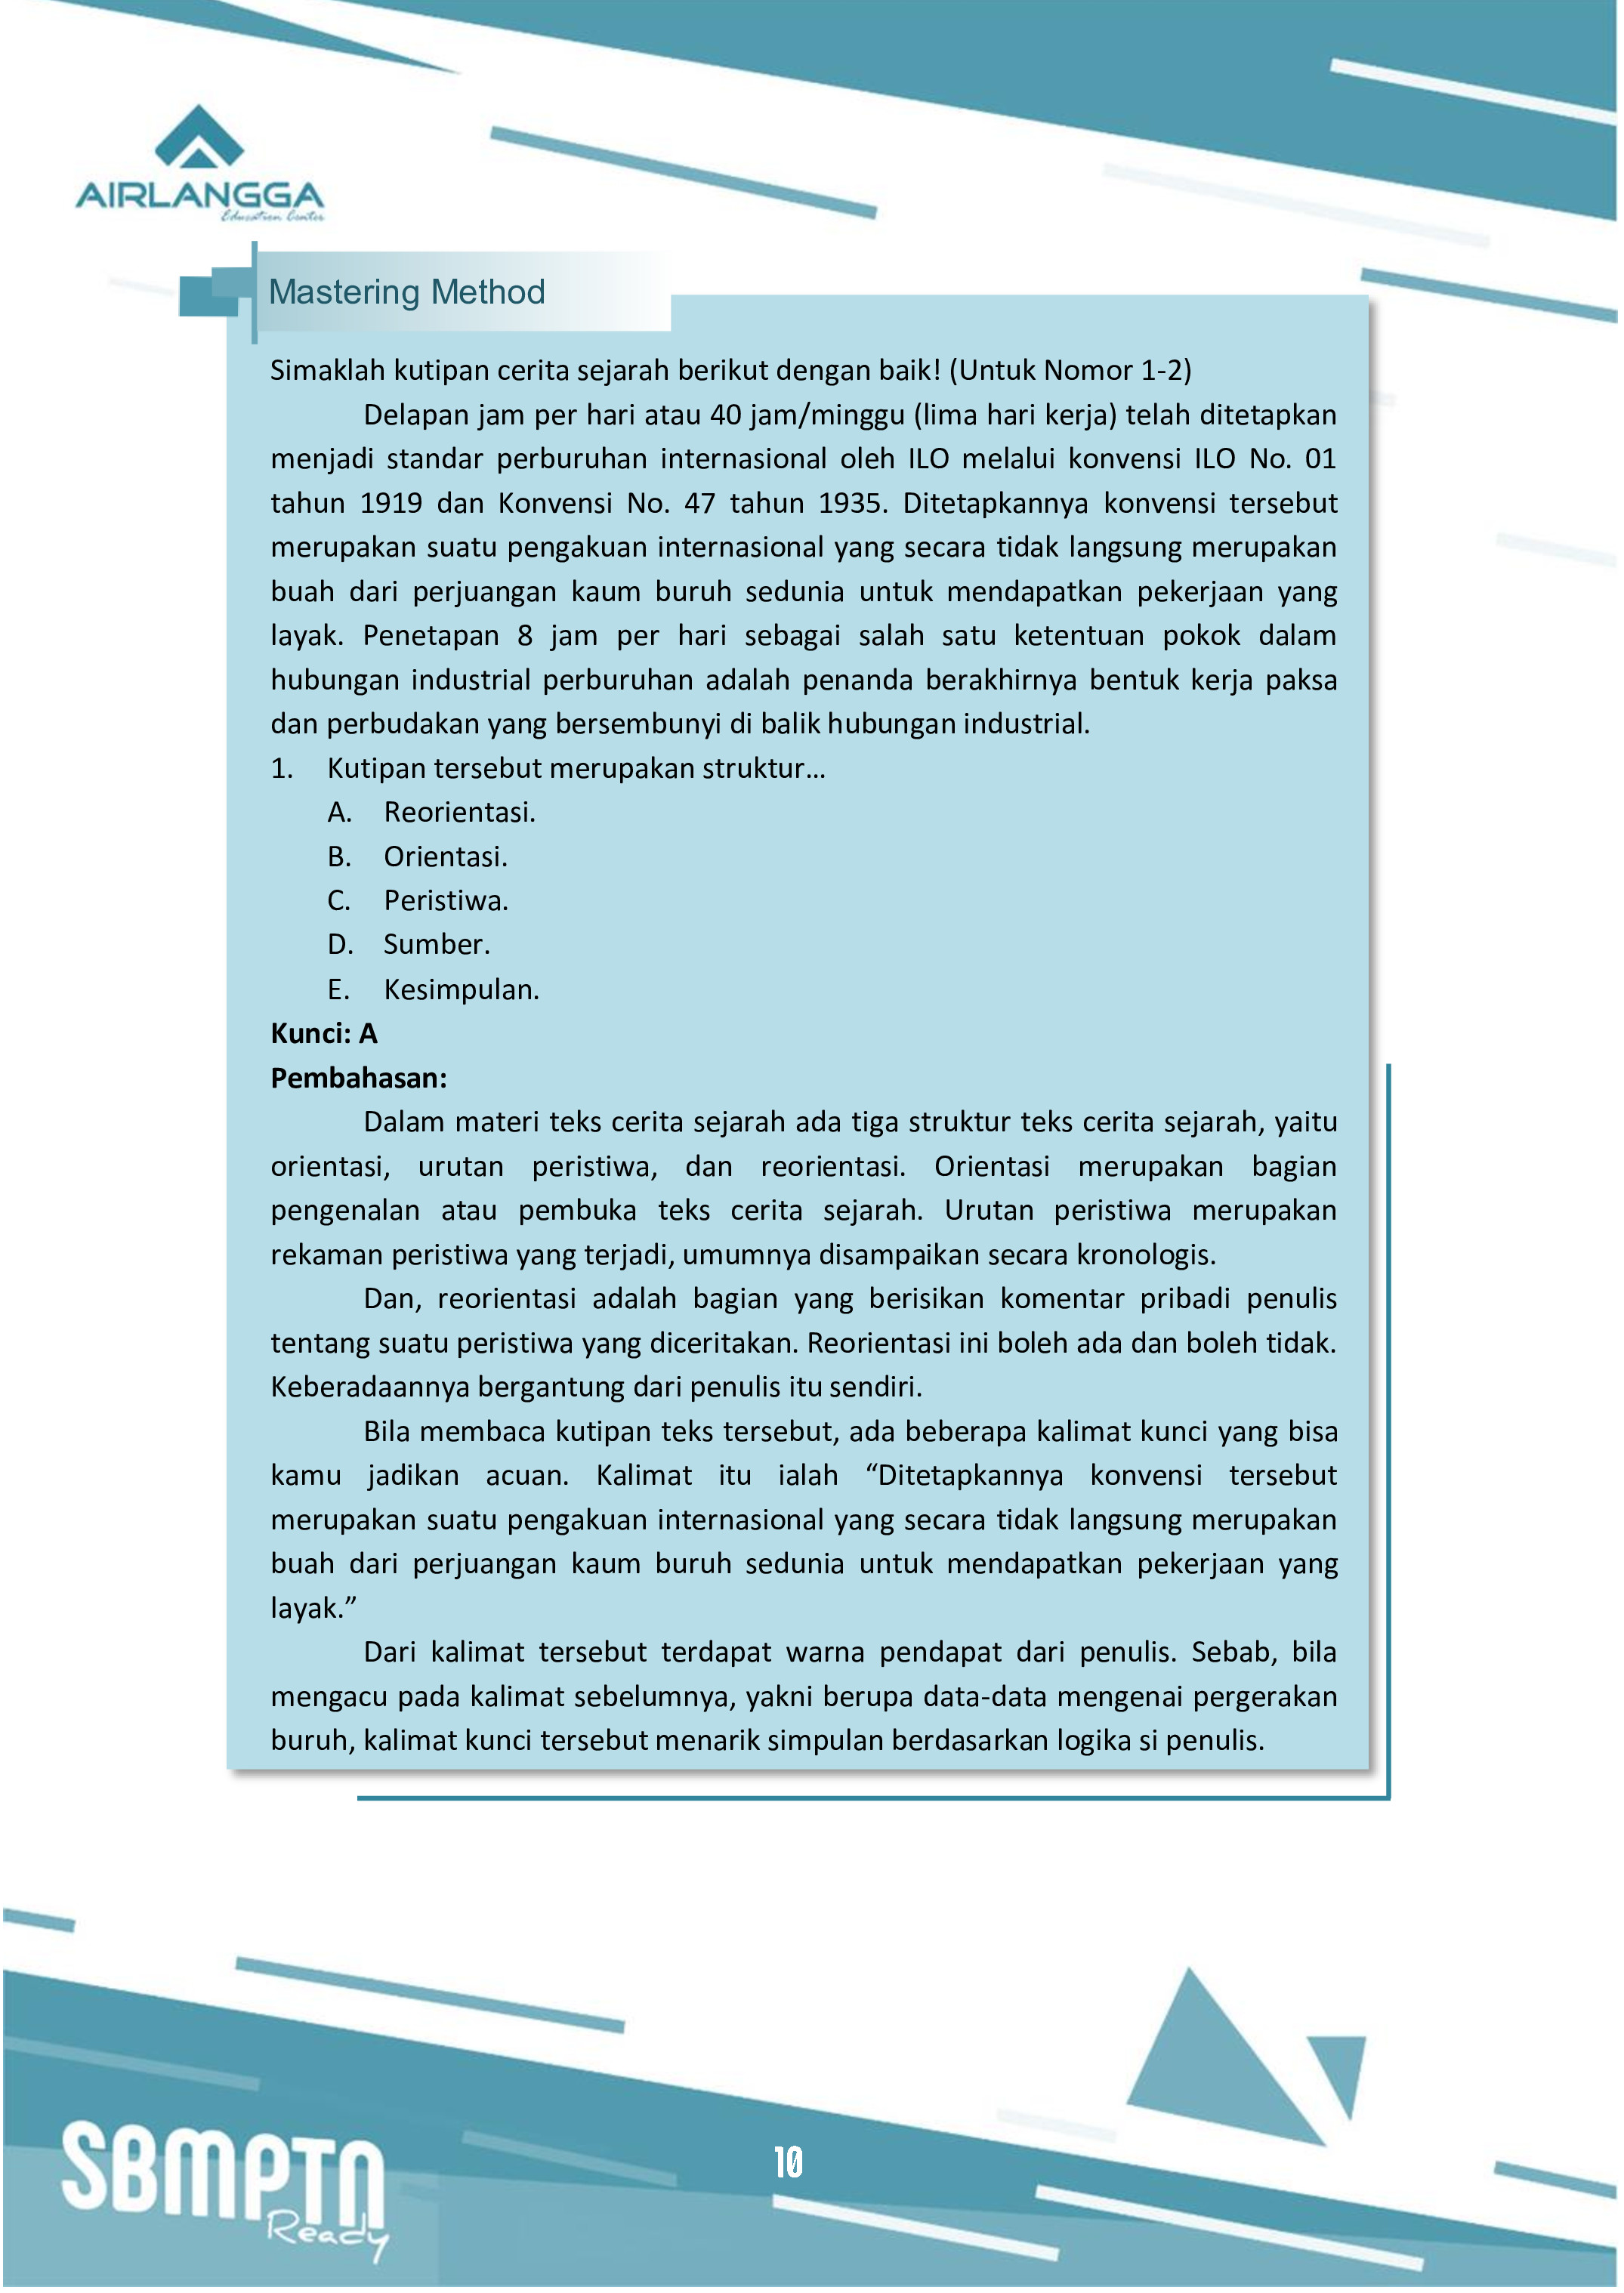 AIRLANGGA
Education Center
Mastering Method
Simaklah kutipan cerita sejarah berikut dengan baik! (Untuk Nomor 1-2)
Delapan jam per hari atau 40 jam/minggu (lima hari kerja) telah ditetapkan
menjadi standar perburuhan internasional oleh ILO melalui konvensi ILO No. 01
tahun 1919 dan Konvensi No. 47 tahun 1935. Ditetapkannya konvensi tersebut
merupakan suatu pengakuan internasional yang secara tidak langsung merupakan
buah dari perjuangan kaum buruh sedunia untuk mendapatkan pekerjaan yang
layak. Penetapan 8 jam per hari sebagai salah satu ketentuan pokok dalam
hubungan industrial perburuhan adalah penanda berakhirnya bentuk kerja paksa
dan perbudakan yang bersembunyi di balik hubungan industrial.
1. Kutipan tersebut merupakan struktur…
A. Reorientasi.
B. Orientasi.
C. Peristiwa.
D. Sumber.
E. Kesimpulan.
Kunci: A
Pembahasan:
Dalam materi teks cerita sejarah ada tiga struktur teks cerita sejarah, yaitu
orientasi, urutan peristiwa, dan reorientasi. Orientasi merupakan bagian
pengenalan atau pembuka teks cerita sejarah. Urutan peristiwa merupakan
rekaman peristiwa yang terjadi, umumnya disampaikan secara kronologis.
Dan, reorientasi adalah bagian yang berisikan komentar pribadi penulis
tentang suatu peristiwa yang diceritakan. Reorientasi ini boleh ada dan boleh tidak.
Keberadaannya bergantung dari penulis itu sendiri.
Bila membaca kutipan teks tersebut, ada beberapa kalimat kunci yang bisa
kamu jadikan acuan. Kalimat itu ialah “Ditetapkannya konvensi tersebut
merupakan suatu pengakuan internasional yang secara tidak langsung merupakan
buah dari perjuangan kaum buruh sedunia untuk mendapatkan pekerjaan yang
layak.”
Dari kalimat tersebut terdapat warna pendapat dari penulis. Sebab, bila
mengacu pada kalimat sebelumnya, yakni berupa data-data mengenai pergerakan
buruh, kalimat kunci tersebut menarik simpulan berdasarkan logika si penulis.
SBMPTN
Ready
10